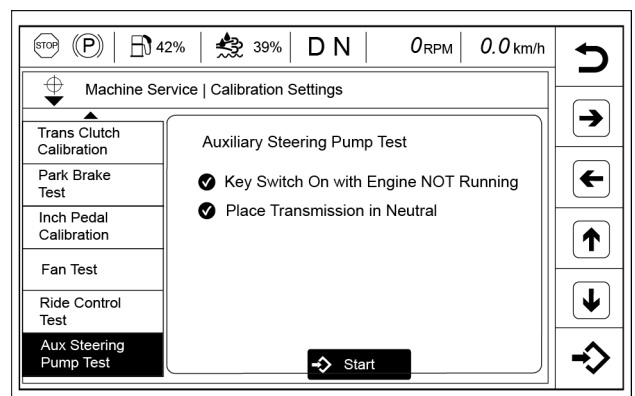 STOP
P
42%
39%
D N
0 RPM
0.0 km/h
Machine Service | Calibration Settings
Trans Clutch
Calibration
Park Brake
Test
Inch Pedal
Calibration
Fan Test
Ride Control
Test
Aux Steering
Pump Test
Auxiliary Steering Pump Test
Key Switch On with Engine NOT Running
Place Transmission in Neutral
Start